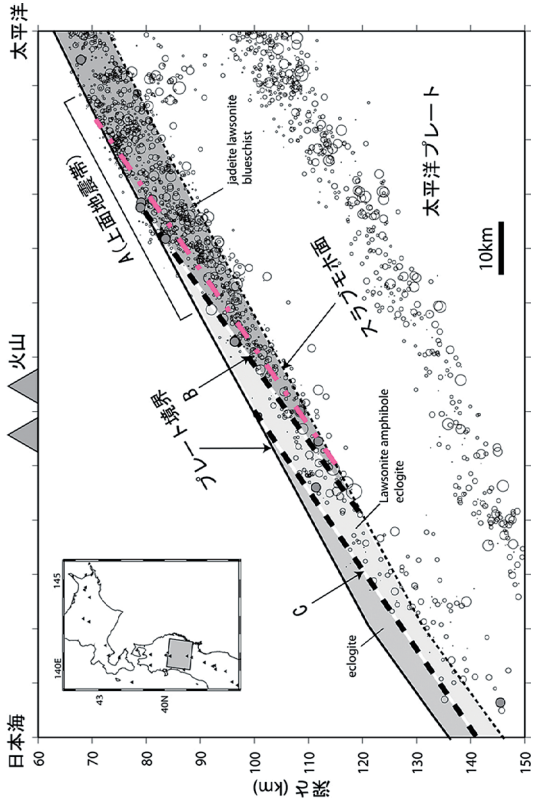 日本海
火山
太平洋
60
70
80
90
100
110
120
130
140
150
深さ (km)
140E
145
43
40N
A(上面地震帯)
プレート境界
B
C
jadeite lawsonite
blueschist
スラブモホ面
Lawsonite amphibole
eclogite
eclogite
太平洋プレート
10km